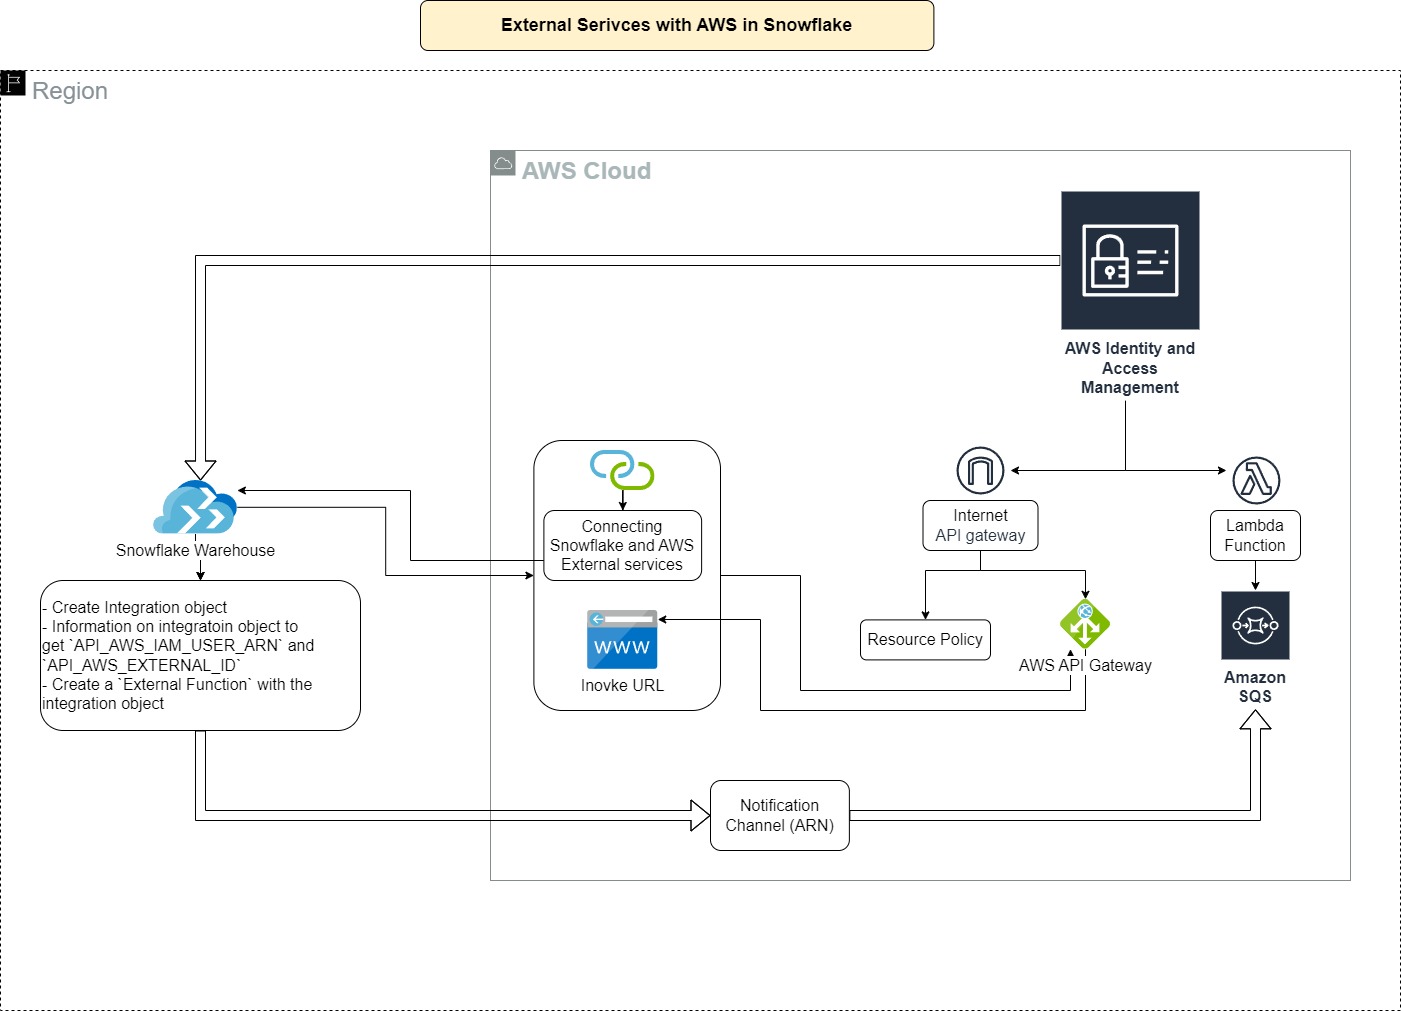 External Serivces with AWS in Snowflake
Region
AWS Cloud
AWS Identity and
Access
Management
Connecting
Snowflake and AWS
External services
Internet
API gateway
Lambda
Function
Snowflake Warehouse
- Create Integration object
- Information on integratoin object to
get `API_AWS_IAM_USER_ARN` and
`API_AWS_EXTERNAL_ID`
- Create a `External Function` with the
integration object
WWW
Inovke URL
Resource Policy
AWS API Gateway
Amazon
SQS
Notification
Channel (ARN)